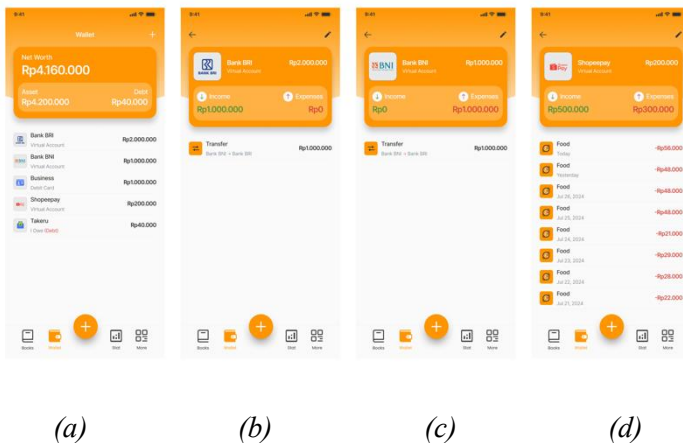 9:41
Wallet
Net Worth
Rp4.160.000
Asset
Debt
Rp4.200.000
Rp40.000
Bank BRI
Virtual Account
Rp2.000.000
Bank BNI
Virtual Account
Rp1.000.000
Business
Debit Card
Rp1.000.000
Shopeepay
Virtual Account
Rp200.000
Takeru
I Owe (Debt)
Rp40.000
Books
Wallet
Stat
More
(a)
9:41
BANK BRI
Bank BRI
Virtual Account
Rp2.000.000
Income
Expenses
Rp1.000.000
Rp0
Transfer
Bank BNI > Bank BRI
Rp1.000.000
Books
Wallet
Stat
More
(b)
9:41
BNI
Bank BNI
Virtual Account
Rp1.000.000
Income
Expenses
Rp0
Rp1.000.000
Transfer
Bank BNI > Bank BRI
Rp1.000.000
Books
Wallet
Stat
More
(c)
9:41
Pay
Shopeepay
Virtual Account
Rp200.000
Income
Expenses
Rp500.000
Rp300.000
Food
Food
Yesterday
-Rp48.000
Food
Jul 26, 2024
-Rp48.000
Food
Jul 25, 2024
-Rp48.000
Food
Jul 24, 2024
-Rp21.000
Food
Jul 23, 2024
-Rp29.000
Food
Jul 22, 2024
-Rp28.000
Food
Jul 21, 2024
-Rp22.000
Books
Wallet
Stat
More
(d)